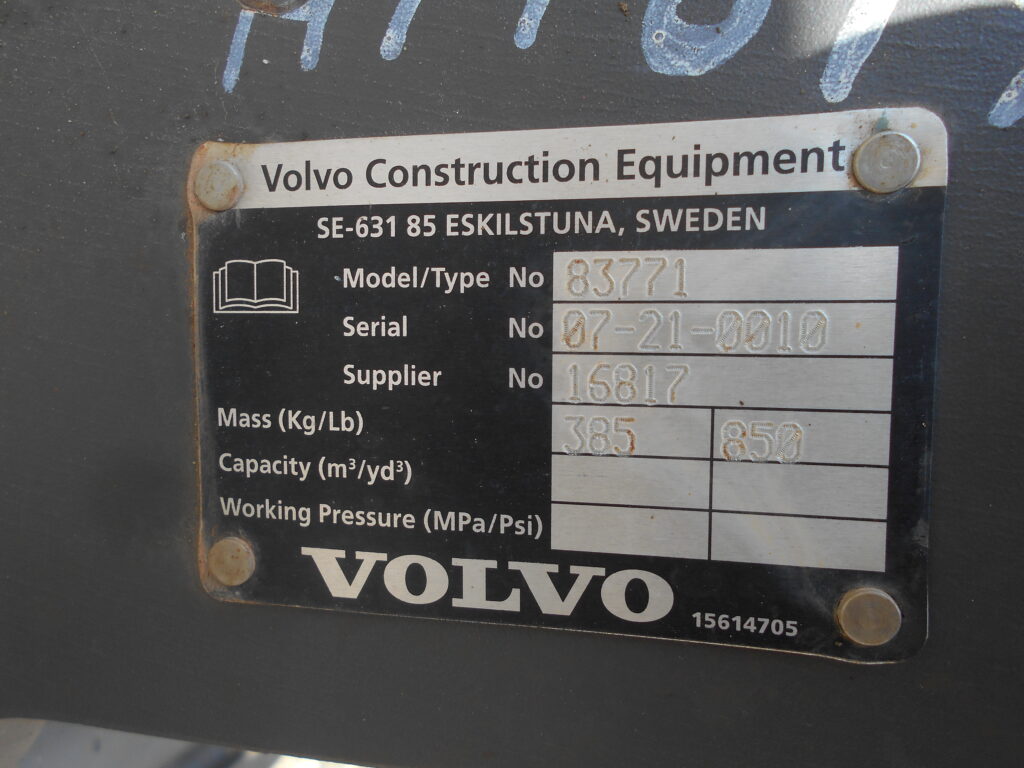 Volvo Construction Equipment
SE-631 85 ESKILSTUNA, SWEDEN
Model/Type No 83771
Serial No 07-21-0010
Supplier No 16817
Mass (Kg/Lb) 385 850
Capacity (m³/yd³)
Working Pressure (MPa/Psi)
VOLVO
15614705